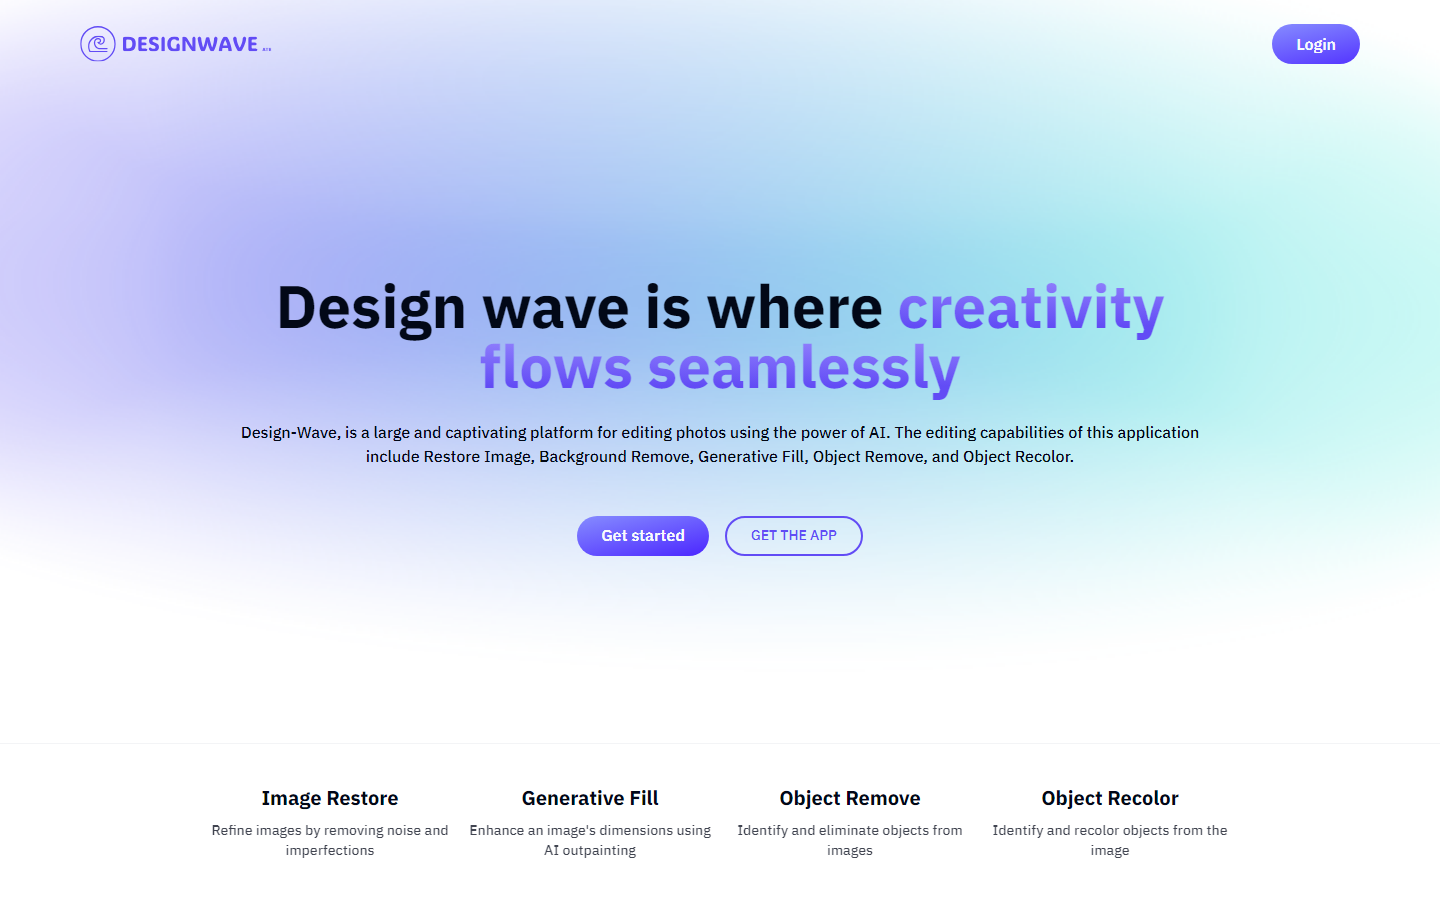 DESIGNWAVE
Login
Design wave is where creativity
flows seamlessly
Design-Wave, is a large and captivating platform for editing photos using the power of AI. The editing capabilities of this application
include Restore Image, Background Remove, Generative Fill, Object Remove, and Object Recolor.
Get started
GET THE APP
Image Restore
Refine images by removing noise and
imperfections
Generative Fill
Enhance an image's dimensions using
AI outpainting
Object Remove
Identify and eliminate objects from
images
Object Recolor
Identify and recolor objects from the
image